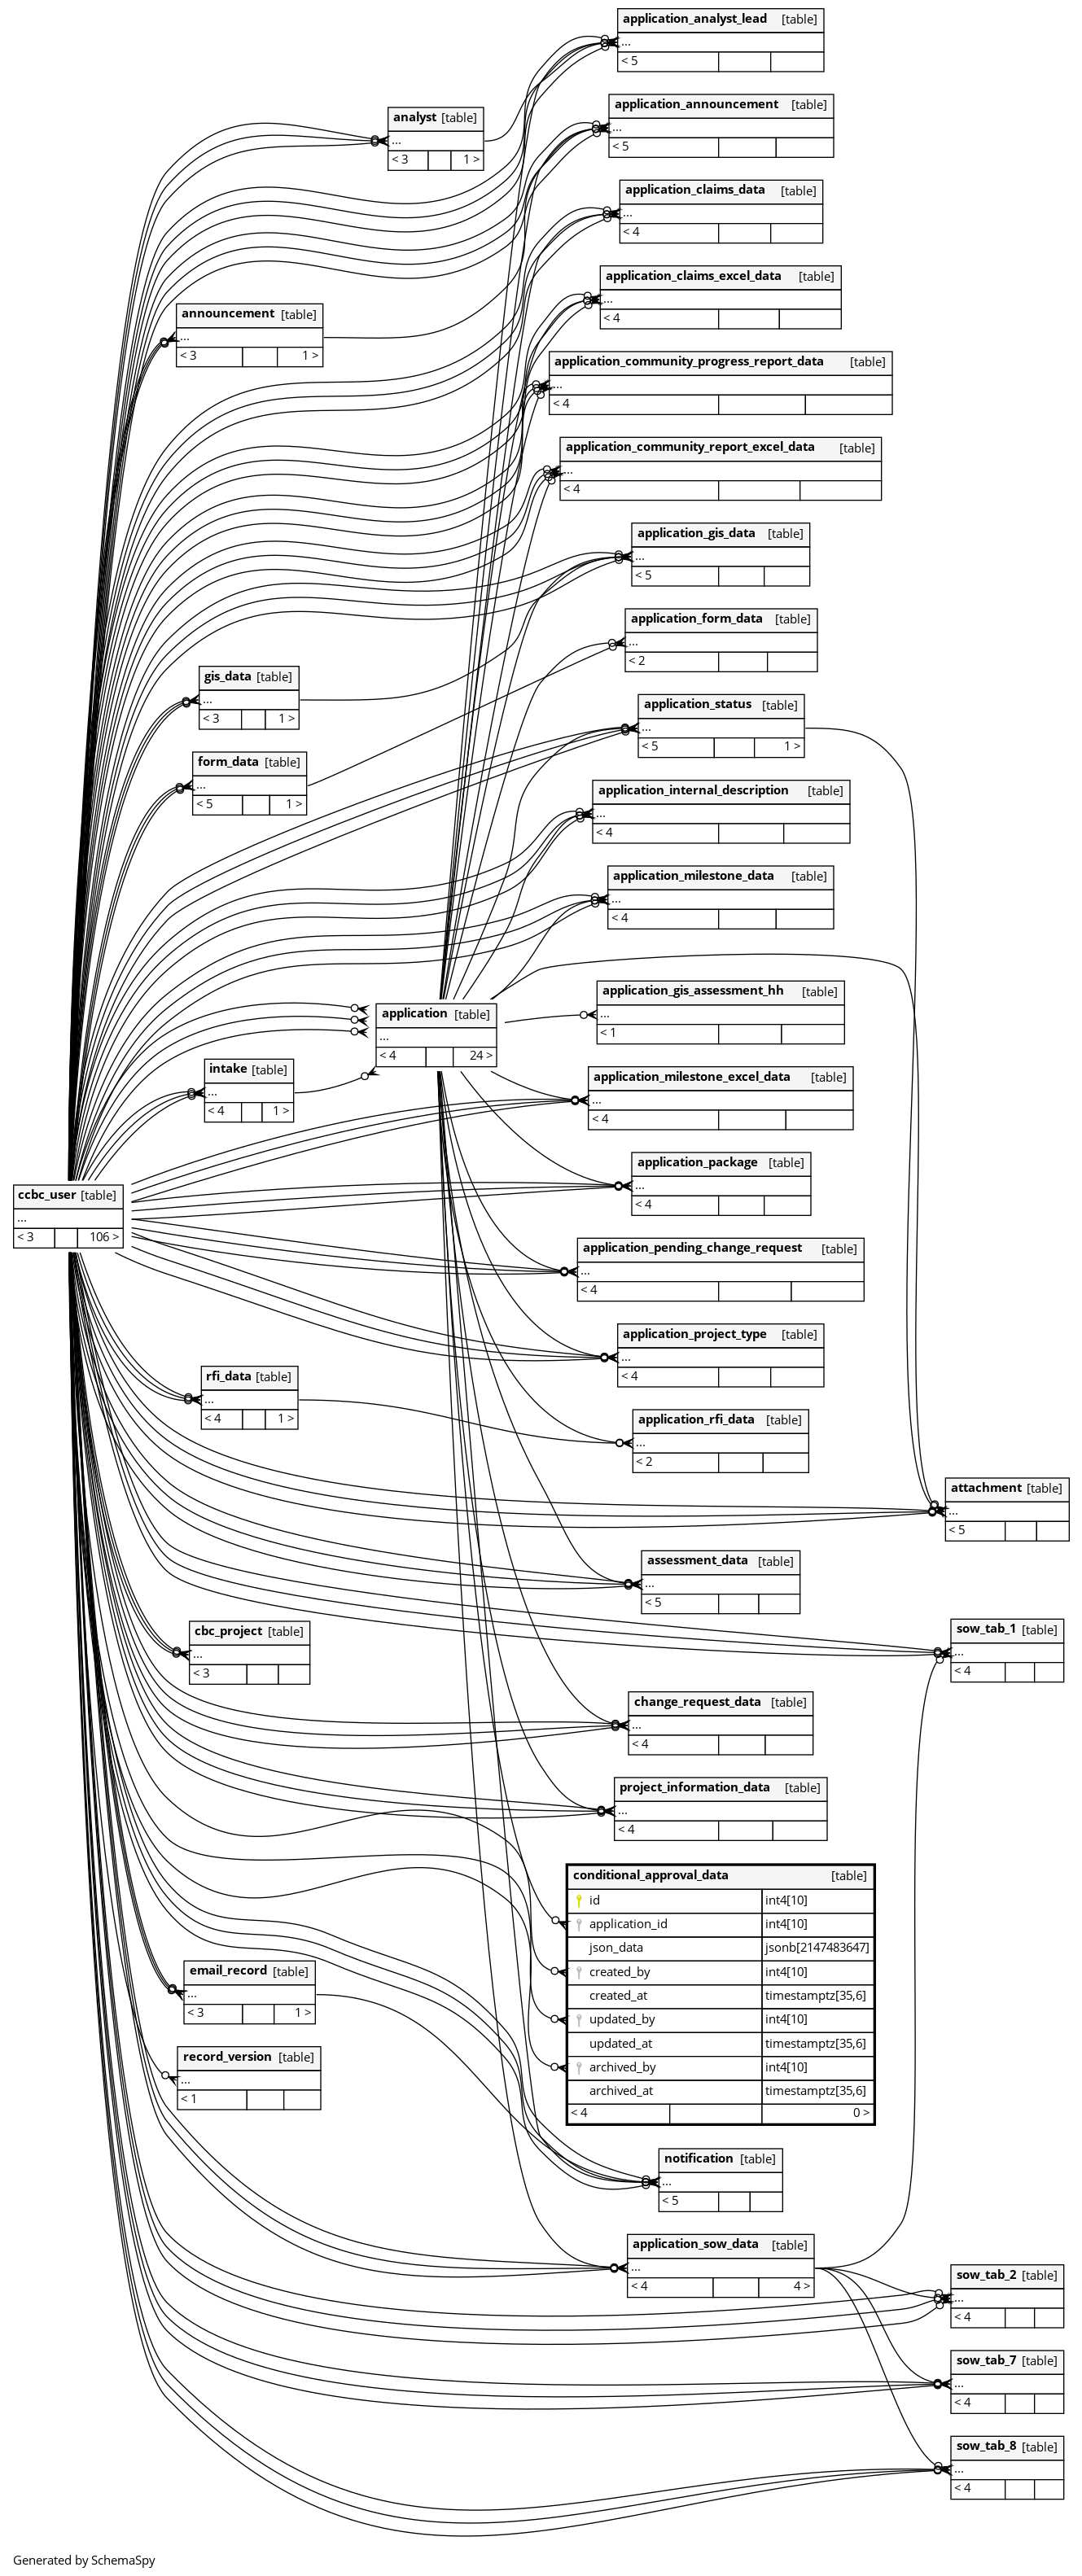 application_analyst_lead [table]
...
< 5
analyst [table]
...
< 3 1 >
application_announcement [table]
...
< 5
application_claims_data [table]
...
< 4
application_claims_excel_data [table]
...
< 4
announcement [table]
...
< 3 1 >
application_community_progress_report_data [table]
...
< 4
application_community_report_excel_data [table]
...
< 4
application_gis_data [table]
...
< 5
application_form_data [table]
...
< 2
gis_data [table]
...
< 3 1 >
application_status [table]
...
< 5 1 >
form_data [table]
...
< 5 1 >
application_internal_description [table]
...
< 4
application_milestone_data [table]
...
< 4
application_gis_assessment_hh [table]
...
< 1
application [table]
...
< 4 24 >
intake [table]
...
< 4 1 >
application_milestone_excel_data [table]
...
< 4
application_package [table]
...
< 4
ccbc_user [table]
...
< 3 106 >
application_pending_change_request [table]
...
< 4
application_project_type [table]
...
< 4
rfi_data [table]
...
< 4 1 >
application_rfi_data [table]
...
< 2
attachment [table]
...
< 5
assessment_data [table]
...
< 5
cbc_project [table]
...
< 3
sow_tab_1 [table]
...
< 4
change_request_data [table]
...
< 4
project_information_data [table]
...
< 4
conditional_approval_data [table]
id int4[10]
application_id int4[10]
json_data jsonb[2147483647]
created_by int4[10]
created_at timestamptz[35,6]
updated_by int4[10]
updated_at timestamptz[35,6]
archived_by int4[10]
archived_at timestamptz[35,6]
< 4 0 >
email_record [table]
...
< 3 1 >
record_version [table]
...
< 1
notification [table]
...
< 5
application_sow_data [table]
...
< 4 4 >
sow_tab_2 [table]
...
< 4
sow_tab_7 [table]
...
< 4
sow_tab_8 [table]
...
< 4
Generated by SchemaSpy